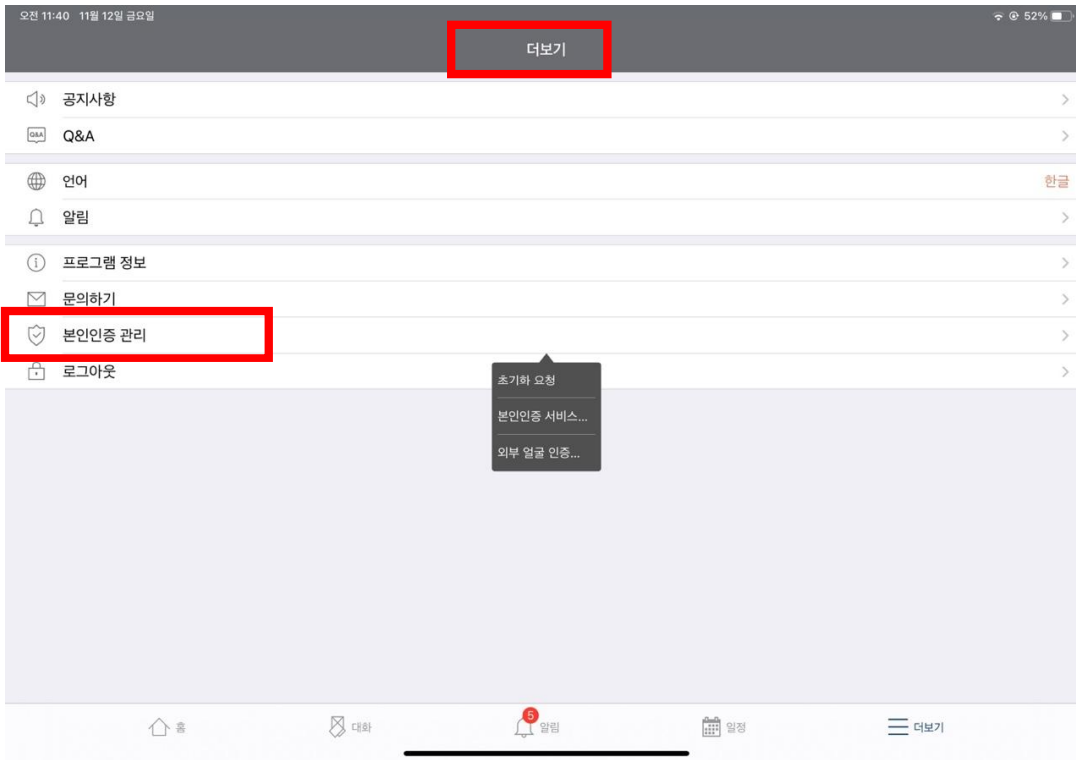 오전 11:40 11월 12일 금요일 52%
더보기
공지사항
Q&A Q&A
언어 한글
알림
프로그램 정보
문의하기
본인인증 관리
로그아웃
초기화 요청
본인인증 서비스...
외부 얼굴 인증...
홈 대화 5 알림 일정 더보기